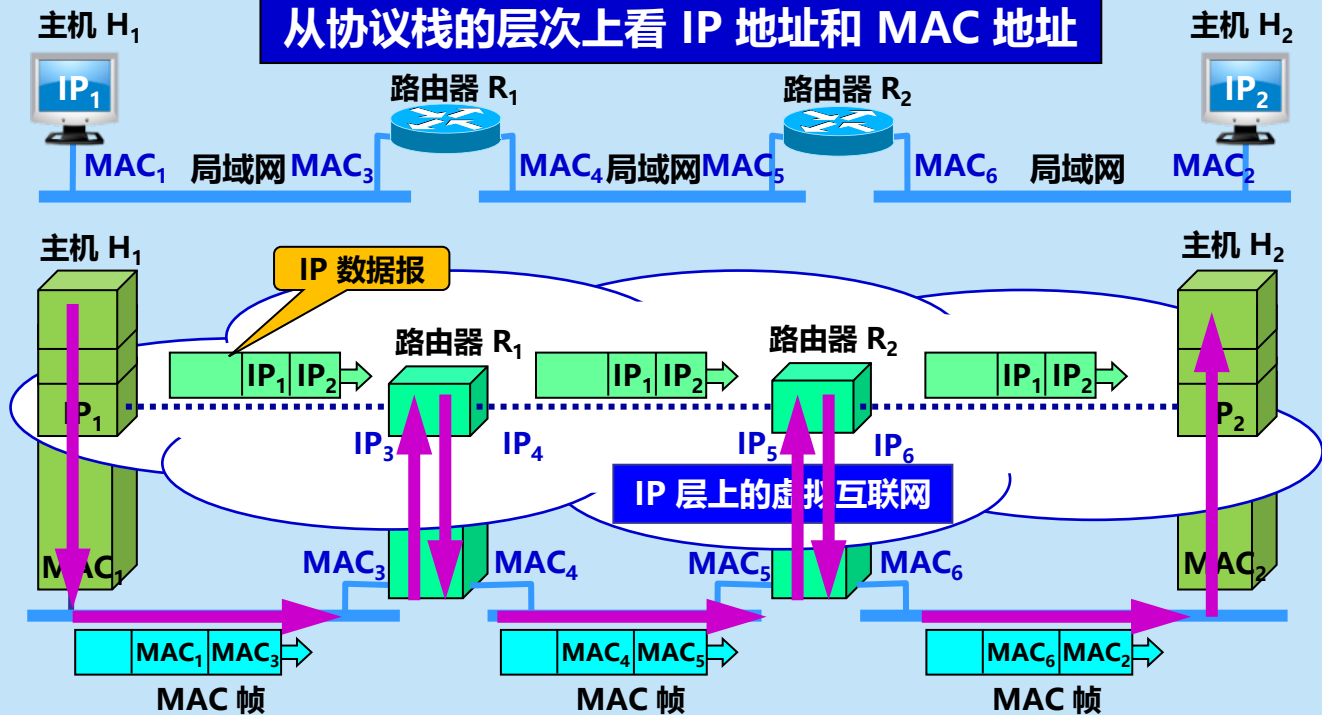 从协议栈的层次上看 IP 地址和 MAC 地址
主机 H₁
主机 H₂
IP₁
路由器 R₁
路由器 R₂
IP₂
MAC₁ 局域网 MAC₃
MAC₄ 局域网 MAC₅
MAC₆ 局域网 MAC₂
主机 H₁
主机 H₂
IP 数据报
路由器 R₁
路由器 R₂
IP₁ IP₂
IP₁ IP₂
IP₁ IP₂
IP₁
IP₂
IP₃
IP₄
IP₅
IP₆
IP 层上的虚拟互联网
MAC₁
MAC₃
MAC₄
MAC₅
MAC₆
MAC₂
MAC₁ MAC₃
MAC₄ MAC₅
MAC₆ MAC₂
MAC 帧
MAC 帧
MAC 帧